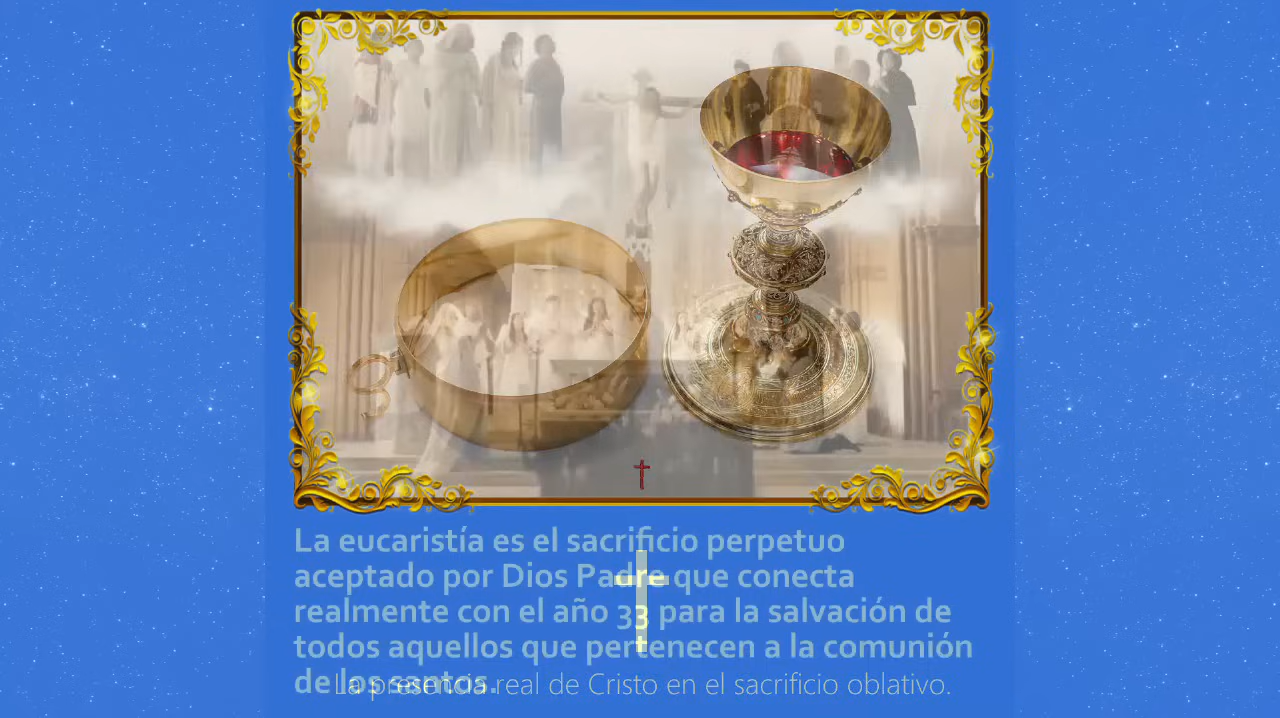 La eucaristía es el sacrificio perpetuo
aceptado por Dios Padre que conecta
realmente con el año 33 para la salvación de
todos aquellos que pertenecen a la comunión
de los santos.
La presencia real de Cristo en el sacrificio oblativo.